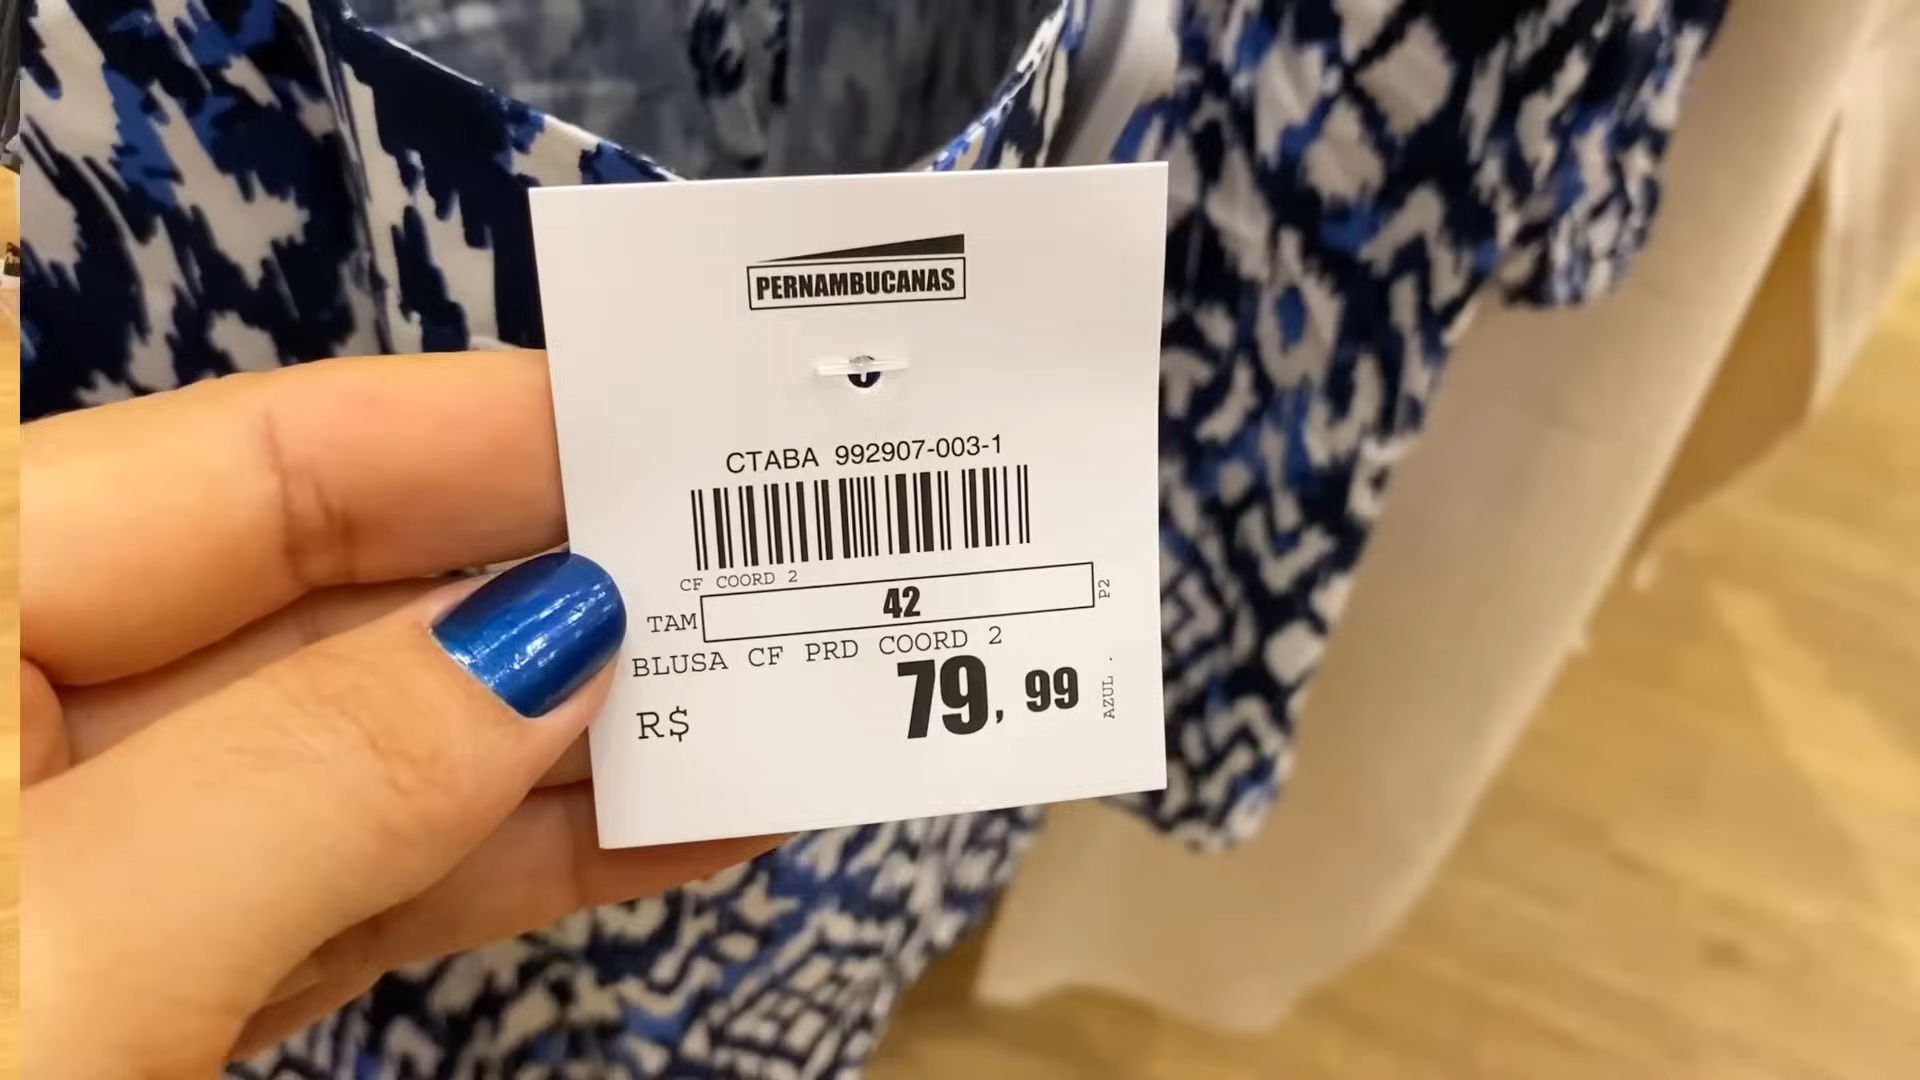 PERNAMBUCANAS
CTABA 992907-003-1
CF COORD 2
TAM 42
P2
BLUSA CF PRD COORD 2
R$ 79,99
AZUL .